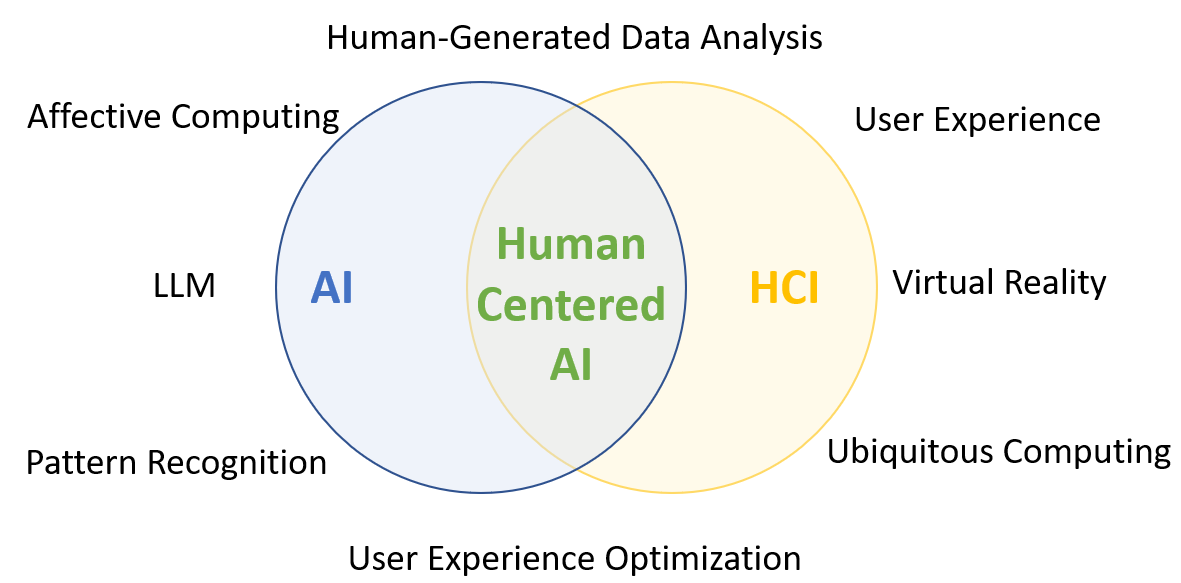 Human-Generated Data Analysis
Affective Computing
User Experience
Human
Centered
AI
LLM
AI
HCI
Virtual Reality
Pattern Recognition
Ubiquitous Computing
User Experience Optimization